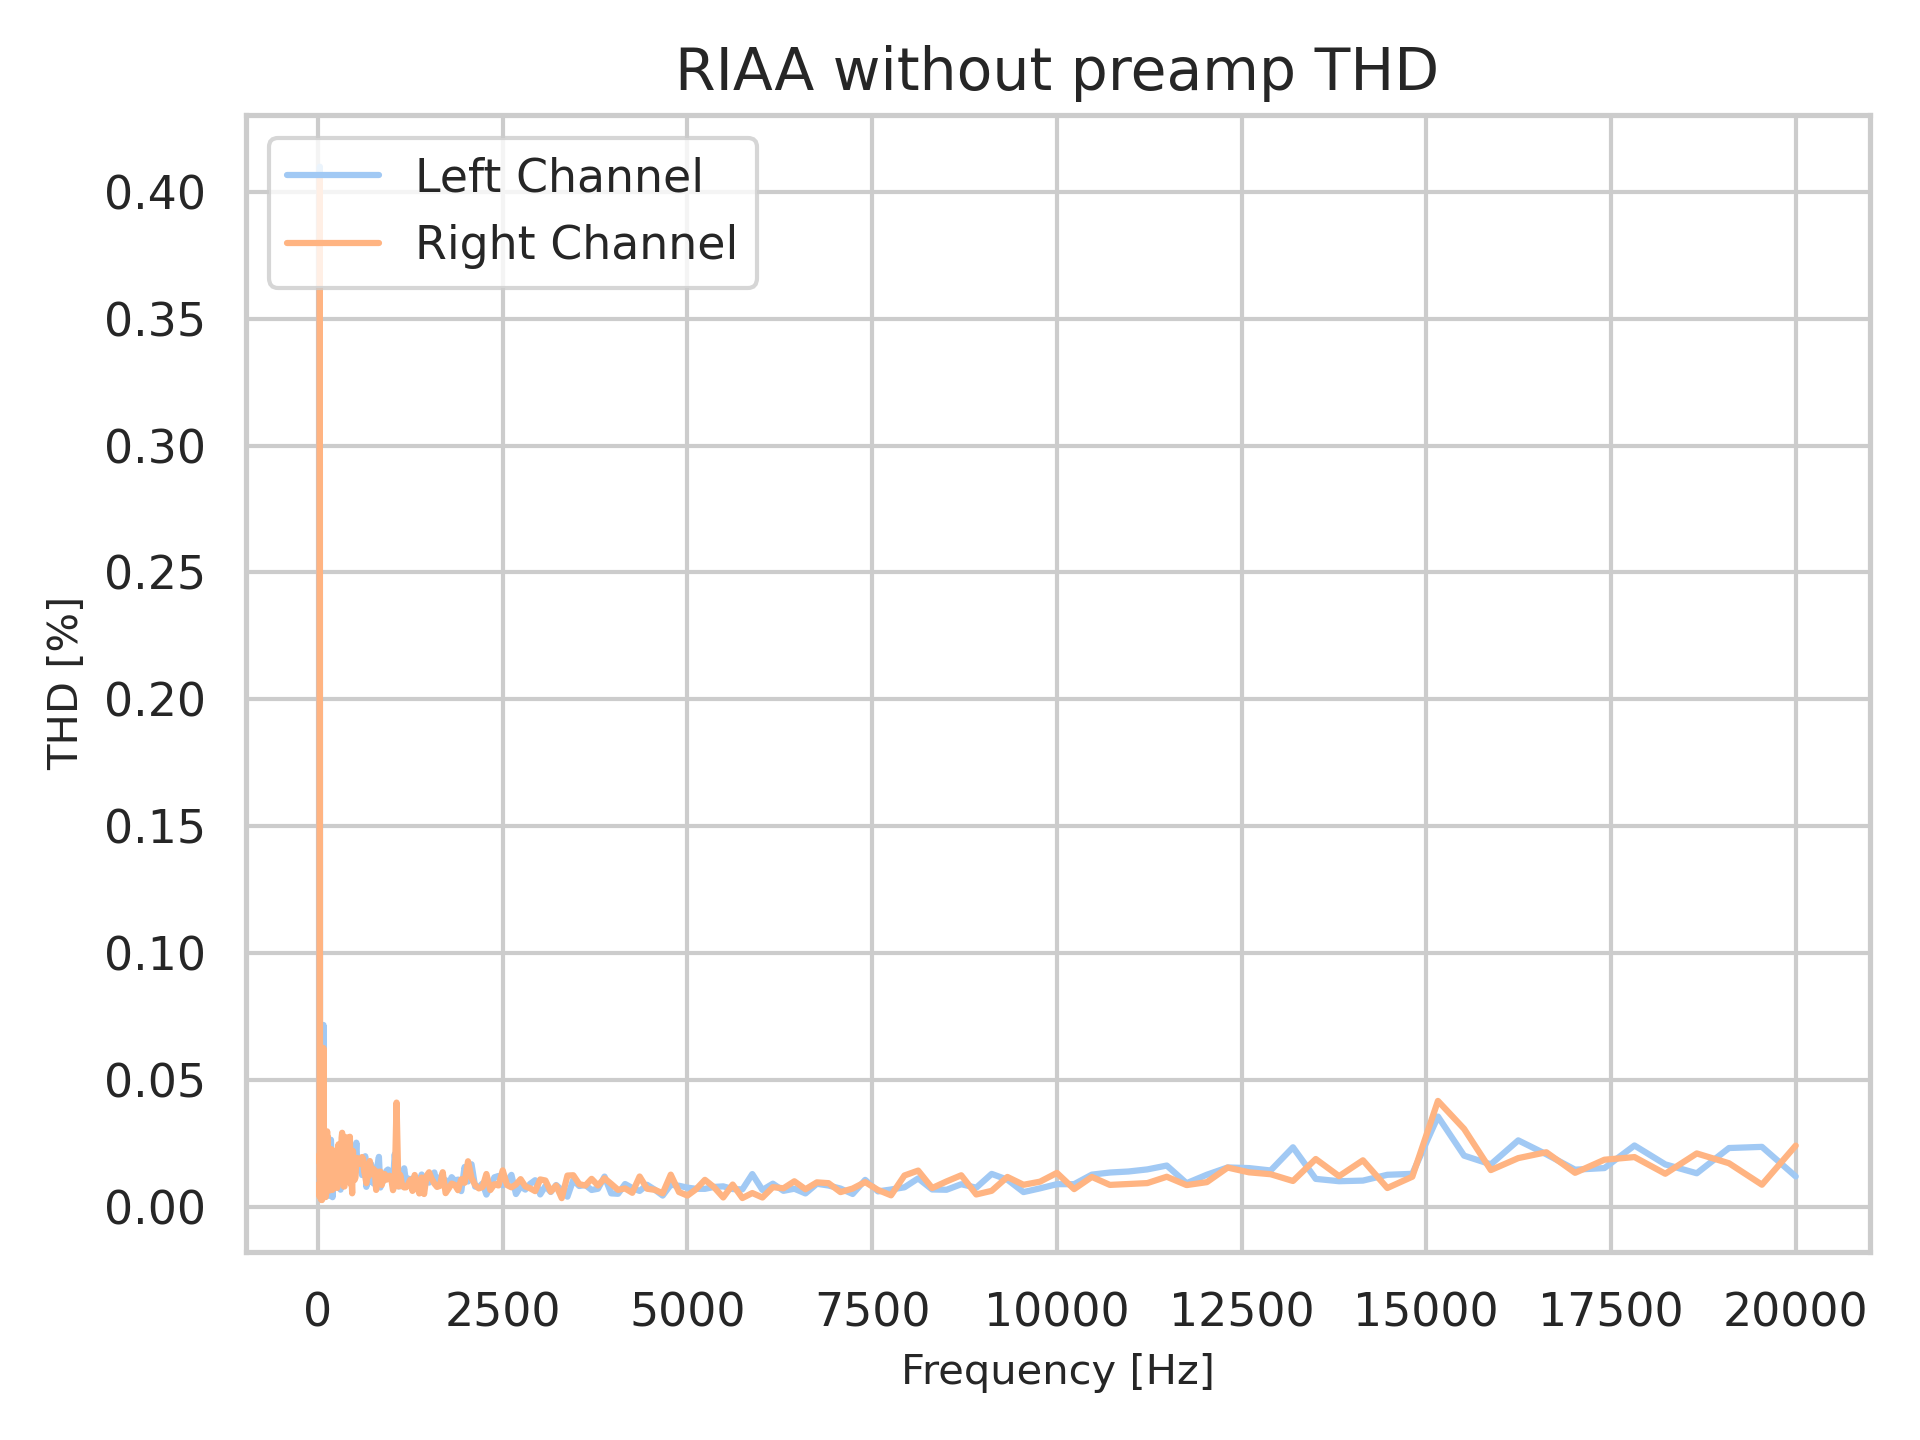 RIAA without preamp THD
Left Channel
Right Channel
THD [%]
0.40
0.35
0.30
0.25
0.20
0.15
0.10
0.05
0.00
0 2500 5000 7500 10000 12500 15000 17500 20000
Frequency [Hz]